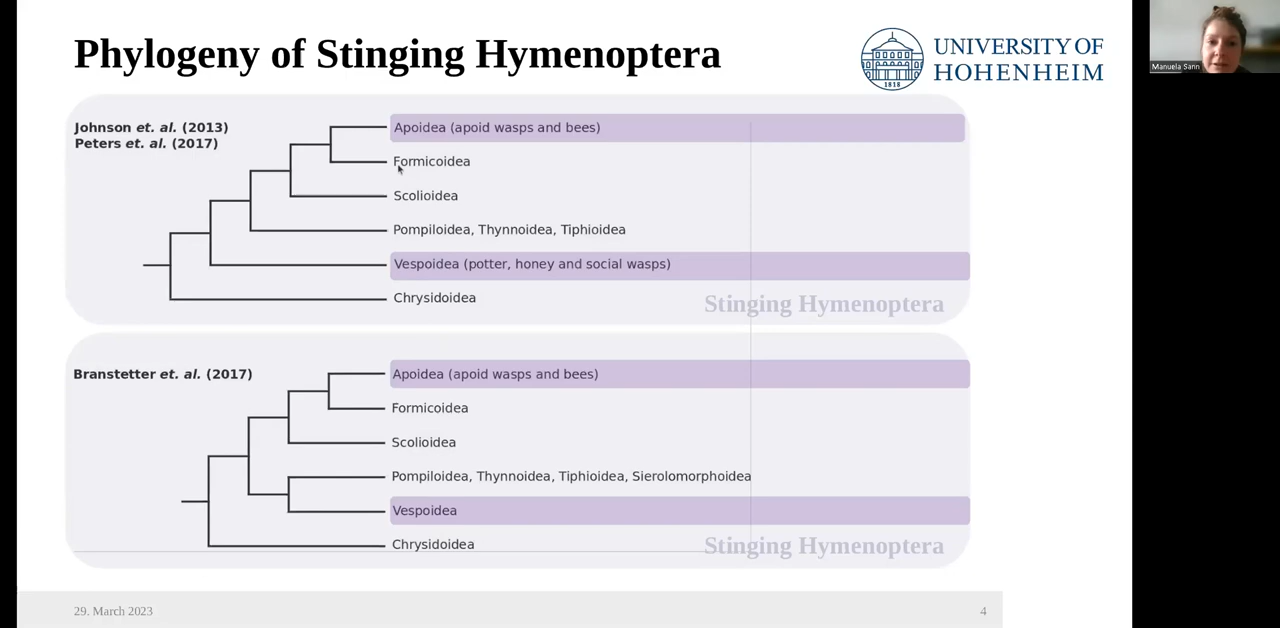 Phylogeny of Stinging Hymenoptera
UNIVERSITY OF
HOHENHEIM
1818
Manuela Sann
Johnson et. al. (2013)
Peters et. al. (2017)
Apoidea (apoid wasps and bees)
Formicoidea
Scolioidea
Pompiloidea, Thynnoidea, Tiphioidea
Vespoidea (potter, honey and social wasps)
Chrysidoidea
Stinging Hymenoptera
Branstetter et. al. (2017)
Apoidea (apoid wasps and bees)
Formicoidea
Scolioidea
Pompiloidea, Thynnoidea, Tiphioidea, Sierolomorphoidea
Vespoidea
Chrysidoidea
Stinging Hymenoptera
29. March 2023
4